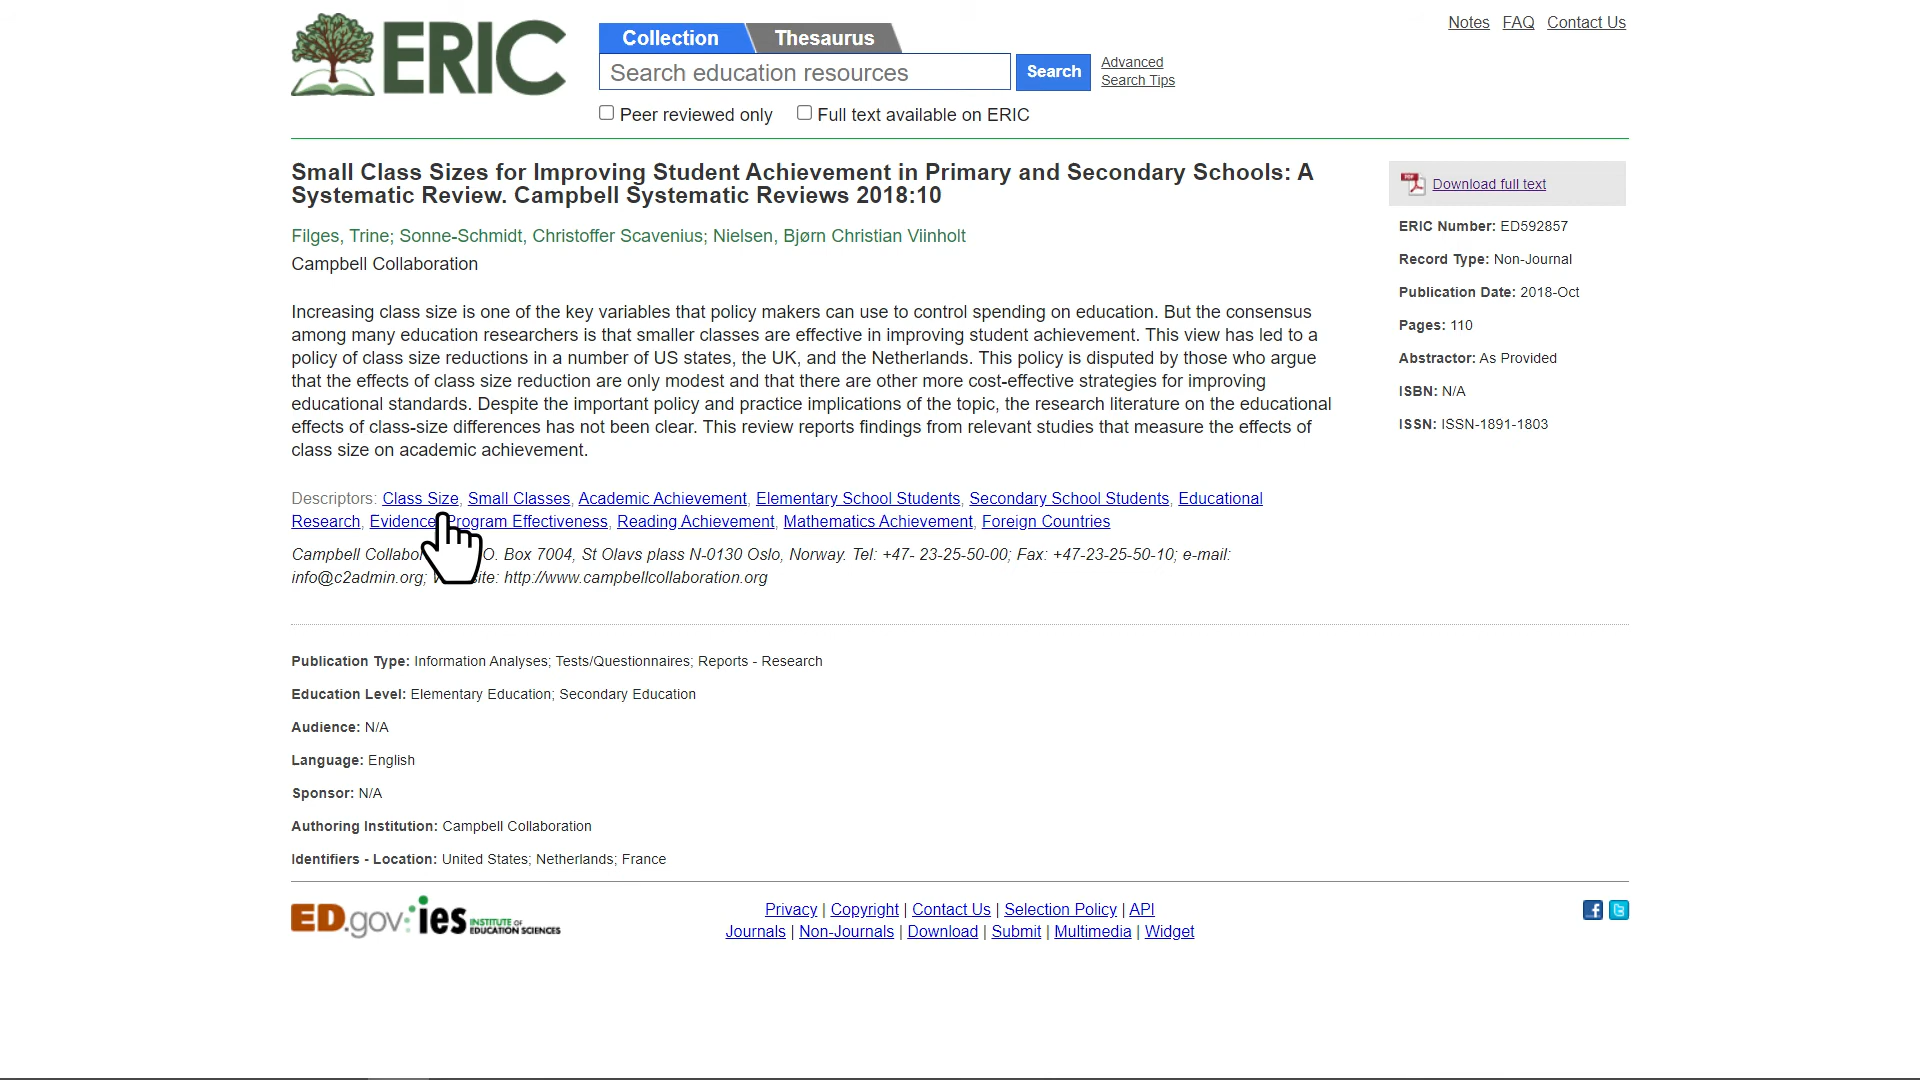 ERIC
Collection
Thesaurus
Search education resources
Search
Advanced
Search Tips
Notes FAQ Contact Us
Peer reviewed only
Full text available on ERIC
Small Class Sizes for Improving Student Achievement in Primary and Secondary Schools: A
Systematic Review. Campbell Systematic Reviews 2018:10
Filges, Trine; Sonne-Schmidt, Christoffer Scavenius; Nielsen, Bjørn Christian Viinholt
Campbell Collaboration
Increasing class size is one of the key variables that policy makers can use to control spending on education. But the consensus
among many education researchers is that smaller classes are effective in improving student achievement. This view has led to a
policy of class size reductions in a number of US states, the UK, and the Netherlands. This policy is disputed by those who argue
that the effects of class size reduction are only modest and that there are other more cost-effective strategies for improving
educational standards. Despite the important policy and practice implications of the topic, the research literature on the educational
effects of class-size differences has not been clear. This review reports findings from relevant studies that measure the effects of
class size on academic achievement.
Descriptors: Class Size, Small Classes, Academic Achievement, Elementary School Students, Secondary School Students, Educational
Research, Evidence Program Effectiveness, Reading Achievement, Mathematics Achievement, Foreign Countries
Campbell O. Box 7004, St Olavs plass N-0130 Oslo, Norway. Tel: +47- 23-25-50-00; Fax: +47-23-25-50-10; e-mail:
info@c2admin.org; http://www.campbellcollaboration.org
Download full text
ERIC Number: ED592857
Record Type: Non-Journal
Publication Date: 2018-Oct
Pages: 110
Abstractor: As Provided
ISBN: N/A
ISSN: ISSN-1891-1803
Publication Type: Information Analyses; Tests/Questionnaires; Reports - Research
Education Level: Elementary Education; Secondary Education
Audience: N/A
Language: English
Sponsor: N/A
Authoring Institution: Campbell Collaboration
Identifiers - Location: United States; Netherlands; France
ED.gov ies INSTITUTE OF EDUCATION SCIENCES
Privacy | Copyright | Contact Us | Selection Policy | API
Journals | Non-Journals | Download | Submit | Multimedia | Widget